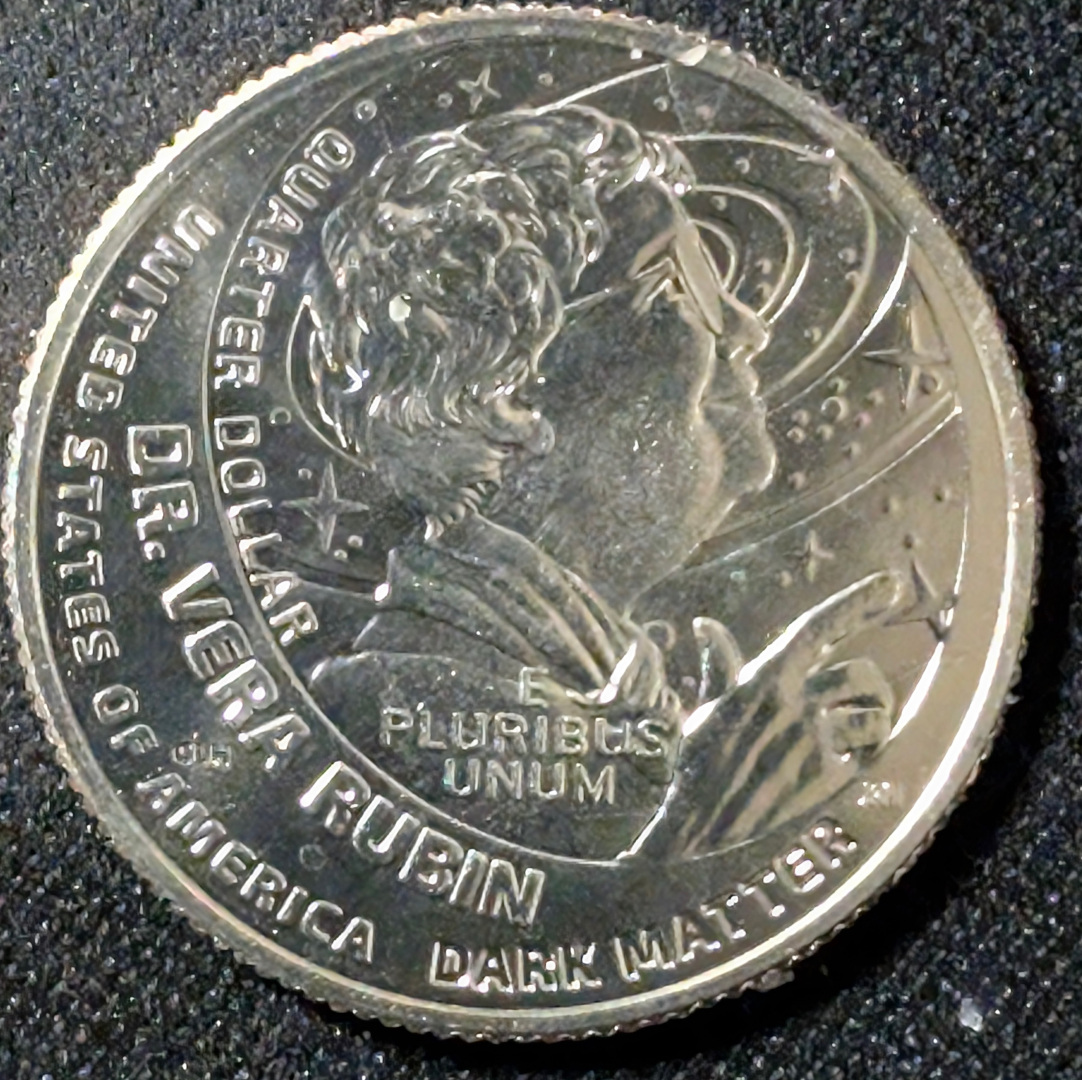 UNITED STATES OF AMERICA
QUARTER DOLLAR
DR. VERA RUBIN
E
PLURIBUS
UNUM
DARK MATTER